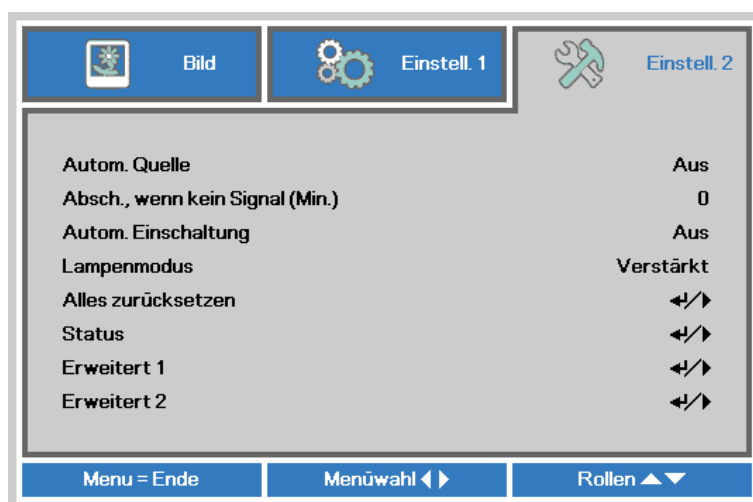 Bild
Einstell. 1
Einstell. 2
Autom. Quelle Aus
Absch., wenn kein Signal (Min.) 0
Autom. Einschaltung Aus
Lampenmodus Verstärkt
Alles zurücksetzen ↵/▶
Status ↵/▶
Erweitert 1 ↵/▶
Erweitert 2 ↵/▶
Menu = Ende
Menüwahl ◀ ▶
Rollen ▲▼